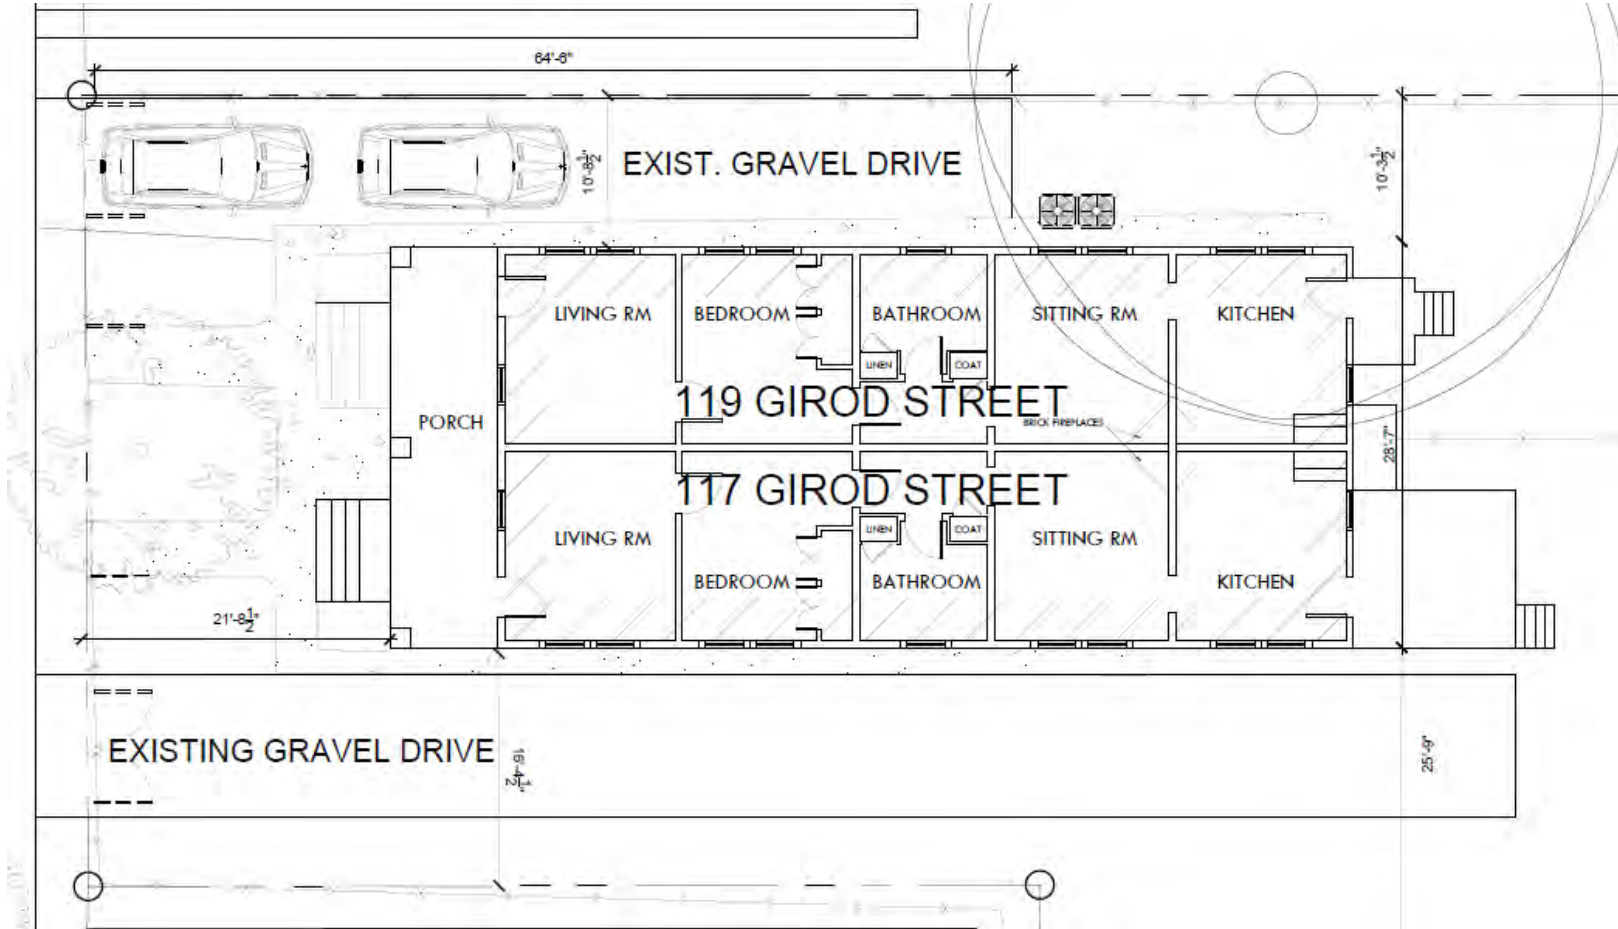 64'-6"
10'-8½"
EXIST. GRAVEL DRIVE
10'-3½"
LIVING RM
BEDROOM
BATHROOM
SITTING RM
KITCHEN
LINEN
COAT
119 GIROD STREET
PORCH
BRICK FIREPLACES
28'-7"
117 GIROD STREET
LINEN
COAT
LIVING RM
SITTING RM
BEDROOM
BATHROOM
KITCHEN
21'-8½"
EXISTING GRAVEL DRIVE
16'-4½"
25'-9"